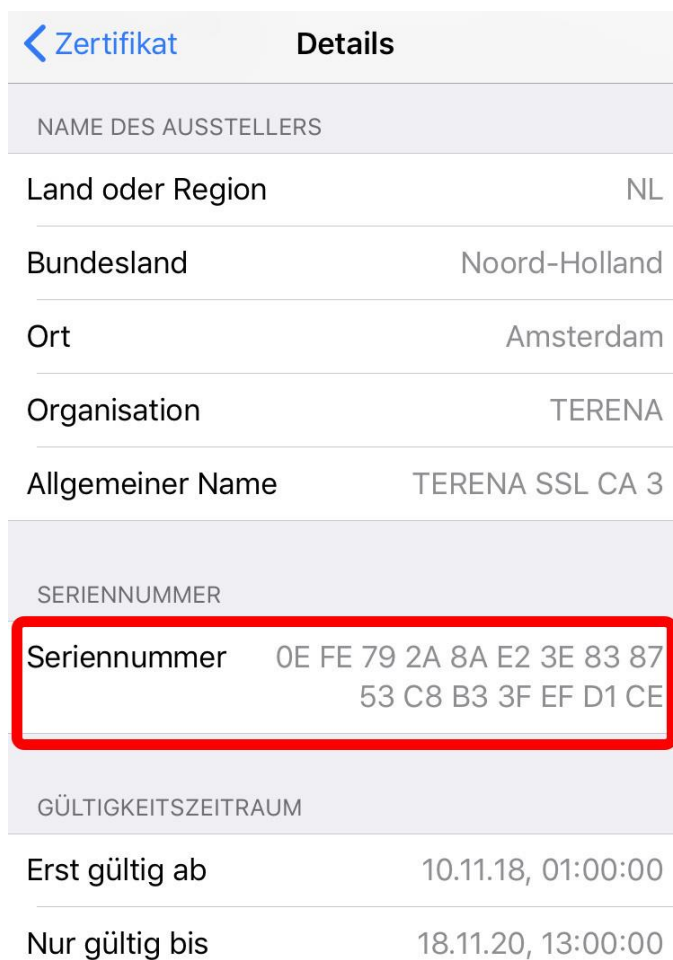 Zertifikat Details
NAME DES AUSSTELLERS
Land oder Region NL
Bundesland Noord-Holland
Ort Amsterdam
Organisation TERENA
Allgemeiner Name TERENA SSL CA 3
SERIENNUMMER
Seriennummer 0E FE 79 2A 8A E2 3E 83 87
53 C8 B3 3F EF D1 CE
GÜLTIGKEITSZEITRAUM
Erst gültig ab 10.11.18, 01:00:00
Nur gültig bis 18.11.20, 13:00:00